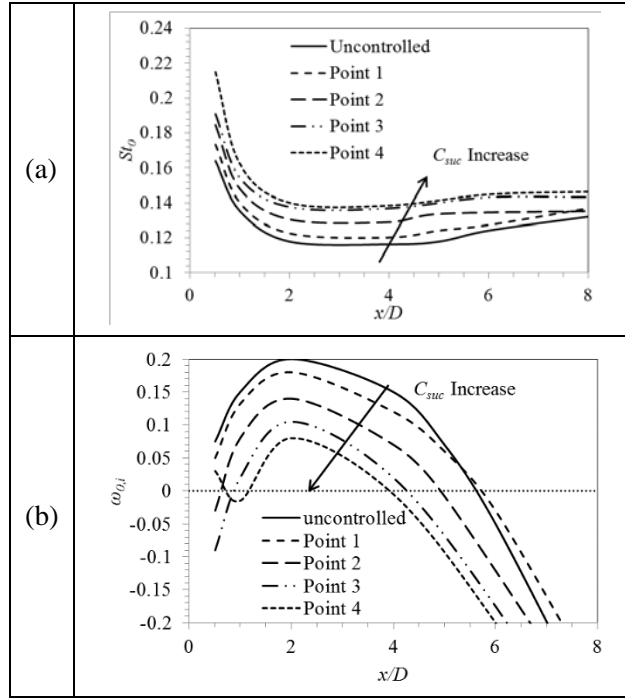 (a)
0.24
0.22
0.2
0.18
0.16
0.14
0.12
0.1
St₀
Uncontrolled
Point 1
Point 2
Point 3
Point 4
C_suc Increase
0 2 4 6 8
x/D
(b)
0.2
0.15
0.1
0.05
0
-0.05
-0.1
-0.15
-0.2
ω₀,ᵢ
C_suc Increase
uncontrolled
Point 1
Point 2
Point 3
Point 4
0 2 4 6 8
x/D